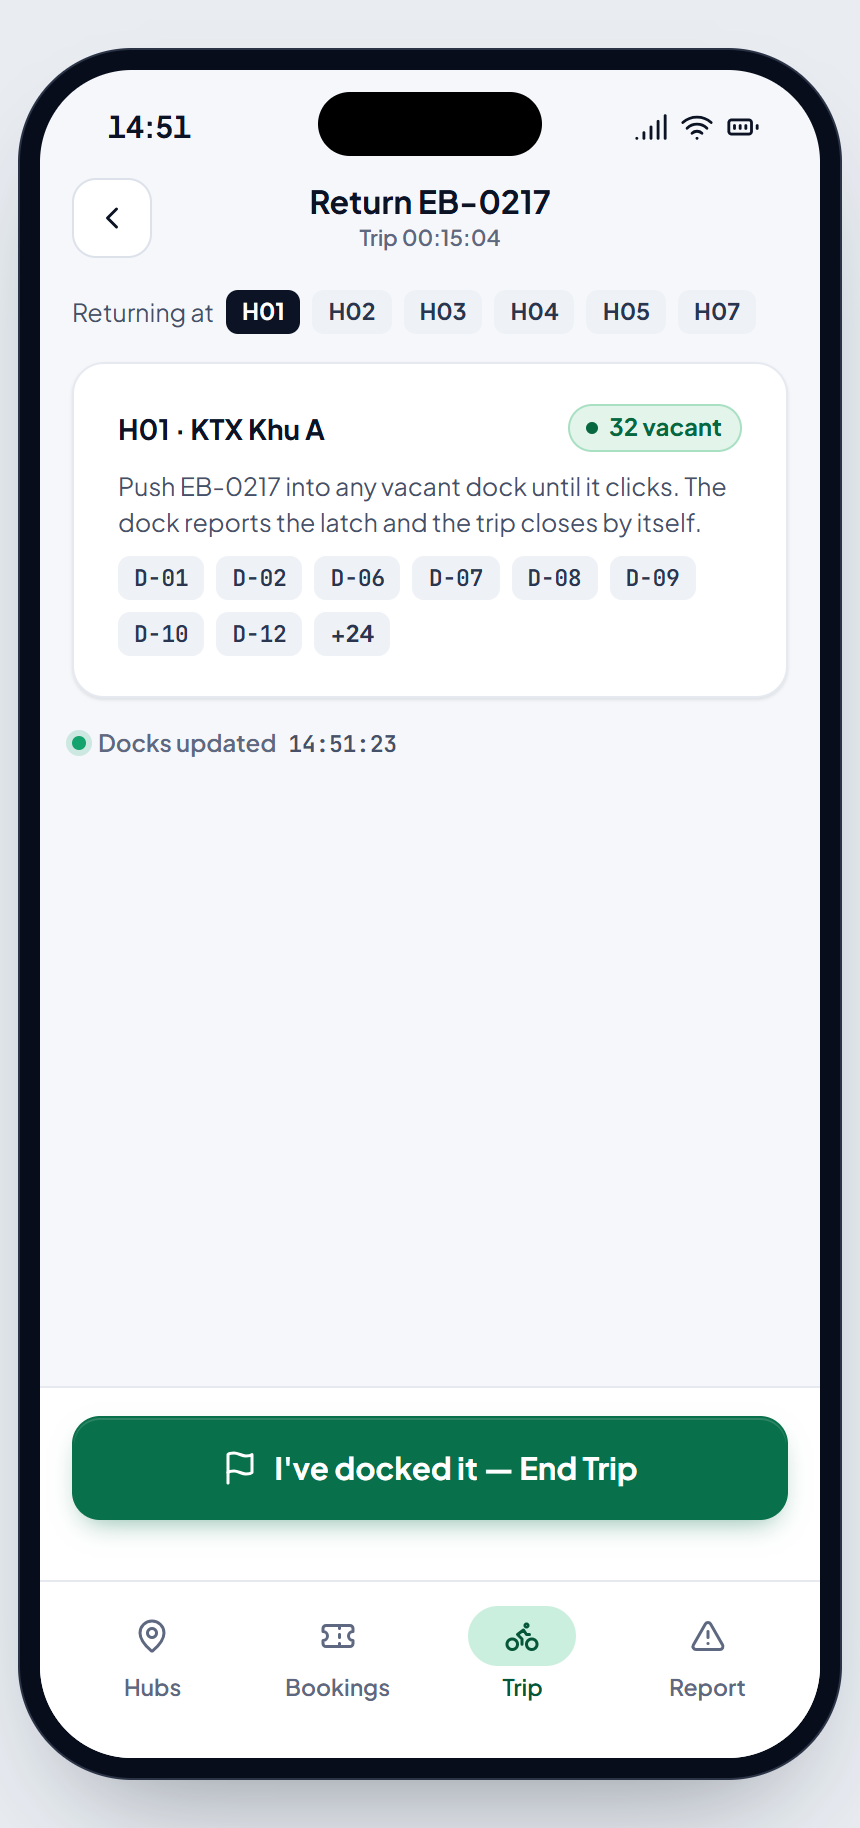 14:51
Return EB-0217
Trip 00:15:04
Returning at H01 H02 H03 H04 H05 H07
H01 · KTX Khu A
32 vacant
Push EB-0217 into any vacant dock until it clicks. The
dock reports the latch and the trip closes by itself.
D-01 D-02 D-06 D-07 D-08 D-09
D-10 D-12 +24
Docks updated 14:51:23
I've docked it — End Trip
Hubs Bookings Trip Report